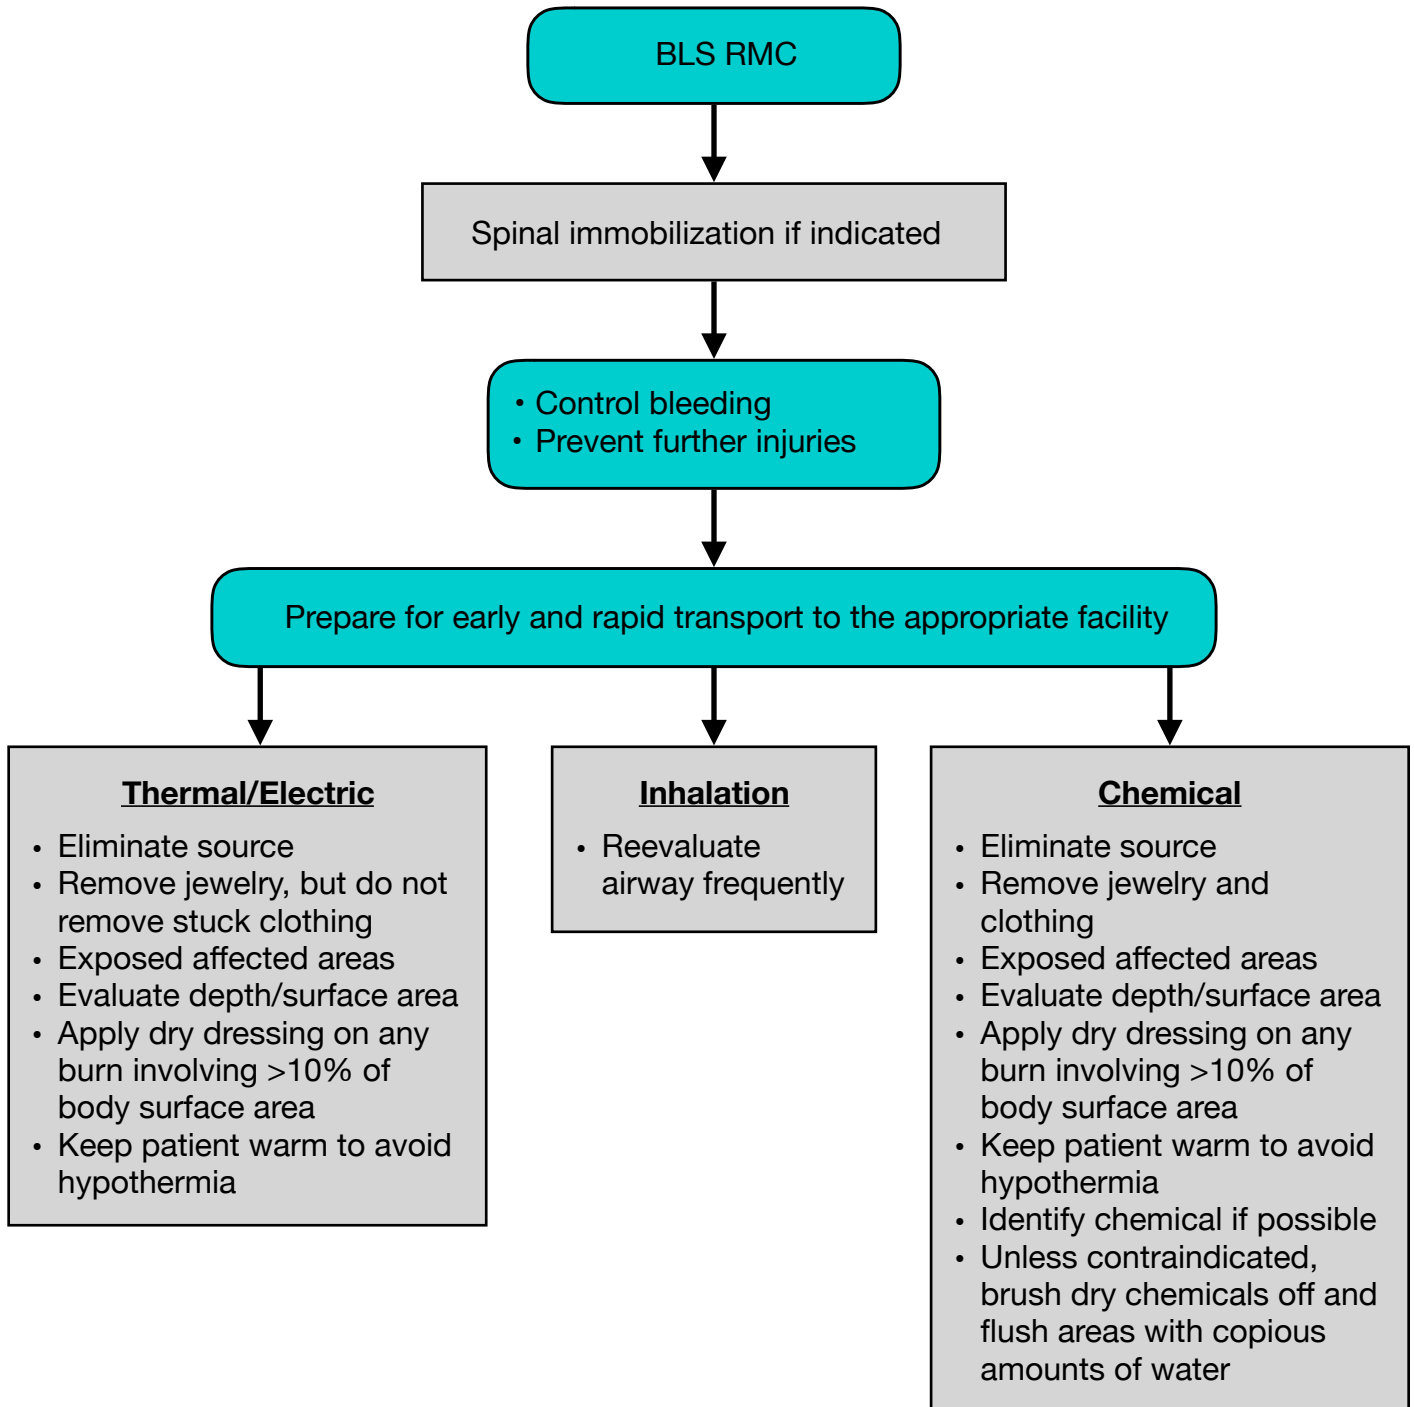 BLS RMC
Spinal immobilization if indicated
• Control bleeding
• Prevent further injuries
Prepare for early and rapid transport to the appropriate facility
Thermal/Electric
• Eliminate source
• Remove jewelry, but do not
remove stuck clothing
• Exposed affected areas
• Evaluate depth/surface area
• Apply dry dressing on any
burn involving >10% of
body surface area
• Keep patient warm to avoid
hypothermia
Inhalation
• Reevaluate
airway frequently
Chemical
• Eliminate source
• Remove jewelry and
clothing
• Exposed affected areas
• Evaluate depth/surface area
• Apply dry dressing on any
burn involving >10% of
body surface area
• Keep patient warm to avoid
hypothermia
• Identify chemical if possible
• Unless contraindicated,
brush dry chemicals off and
flush areas with copious
amounts of water